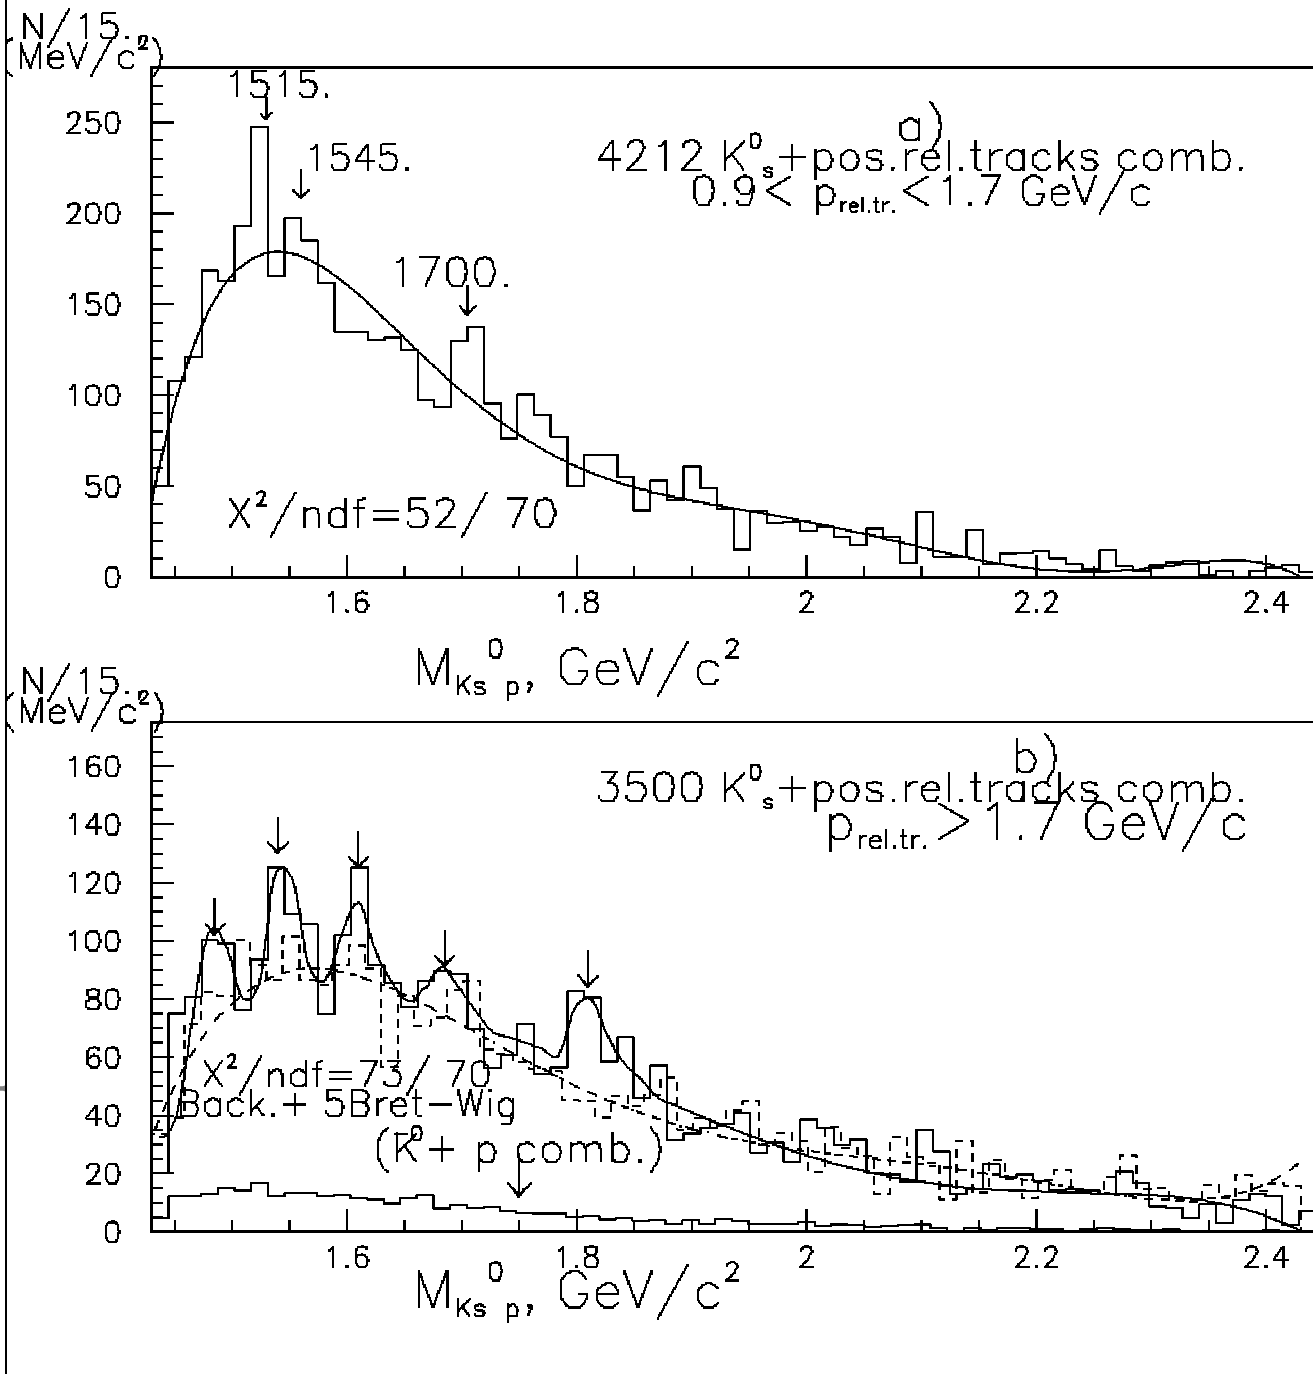 N/15.
(MeV/c²)
1515.
250
a)
1545.
4212 K⁰ₛ+pos.rel.tracks comb.
0.9< p_rel.tr. <1.7 GeV/c
200
1700.
150
100
50
X²/ndf=52/ 70
0
1.6 1.8 2 2.2 2.4
M_Ks⁰p, GeV/c²
N/15.
(MeV/c²)
160
b)
3500 K⁰ₛ+pos.rel.tracks comb.
140
p_rel.tr. >1.7 GeV/c
120
100
80
60
X²/ndf=73/ 70
40
Back.+ 5Bret-Wig
(K⁰+ p comb.)
20
0
1.6 1.8 2 2.2 2.4
M_Ks⁰p, GeV/c²